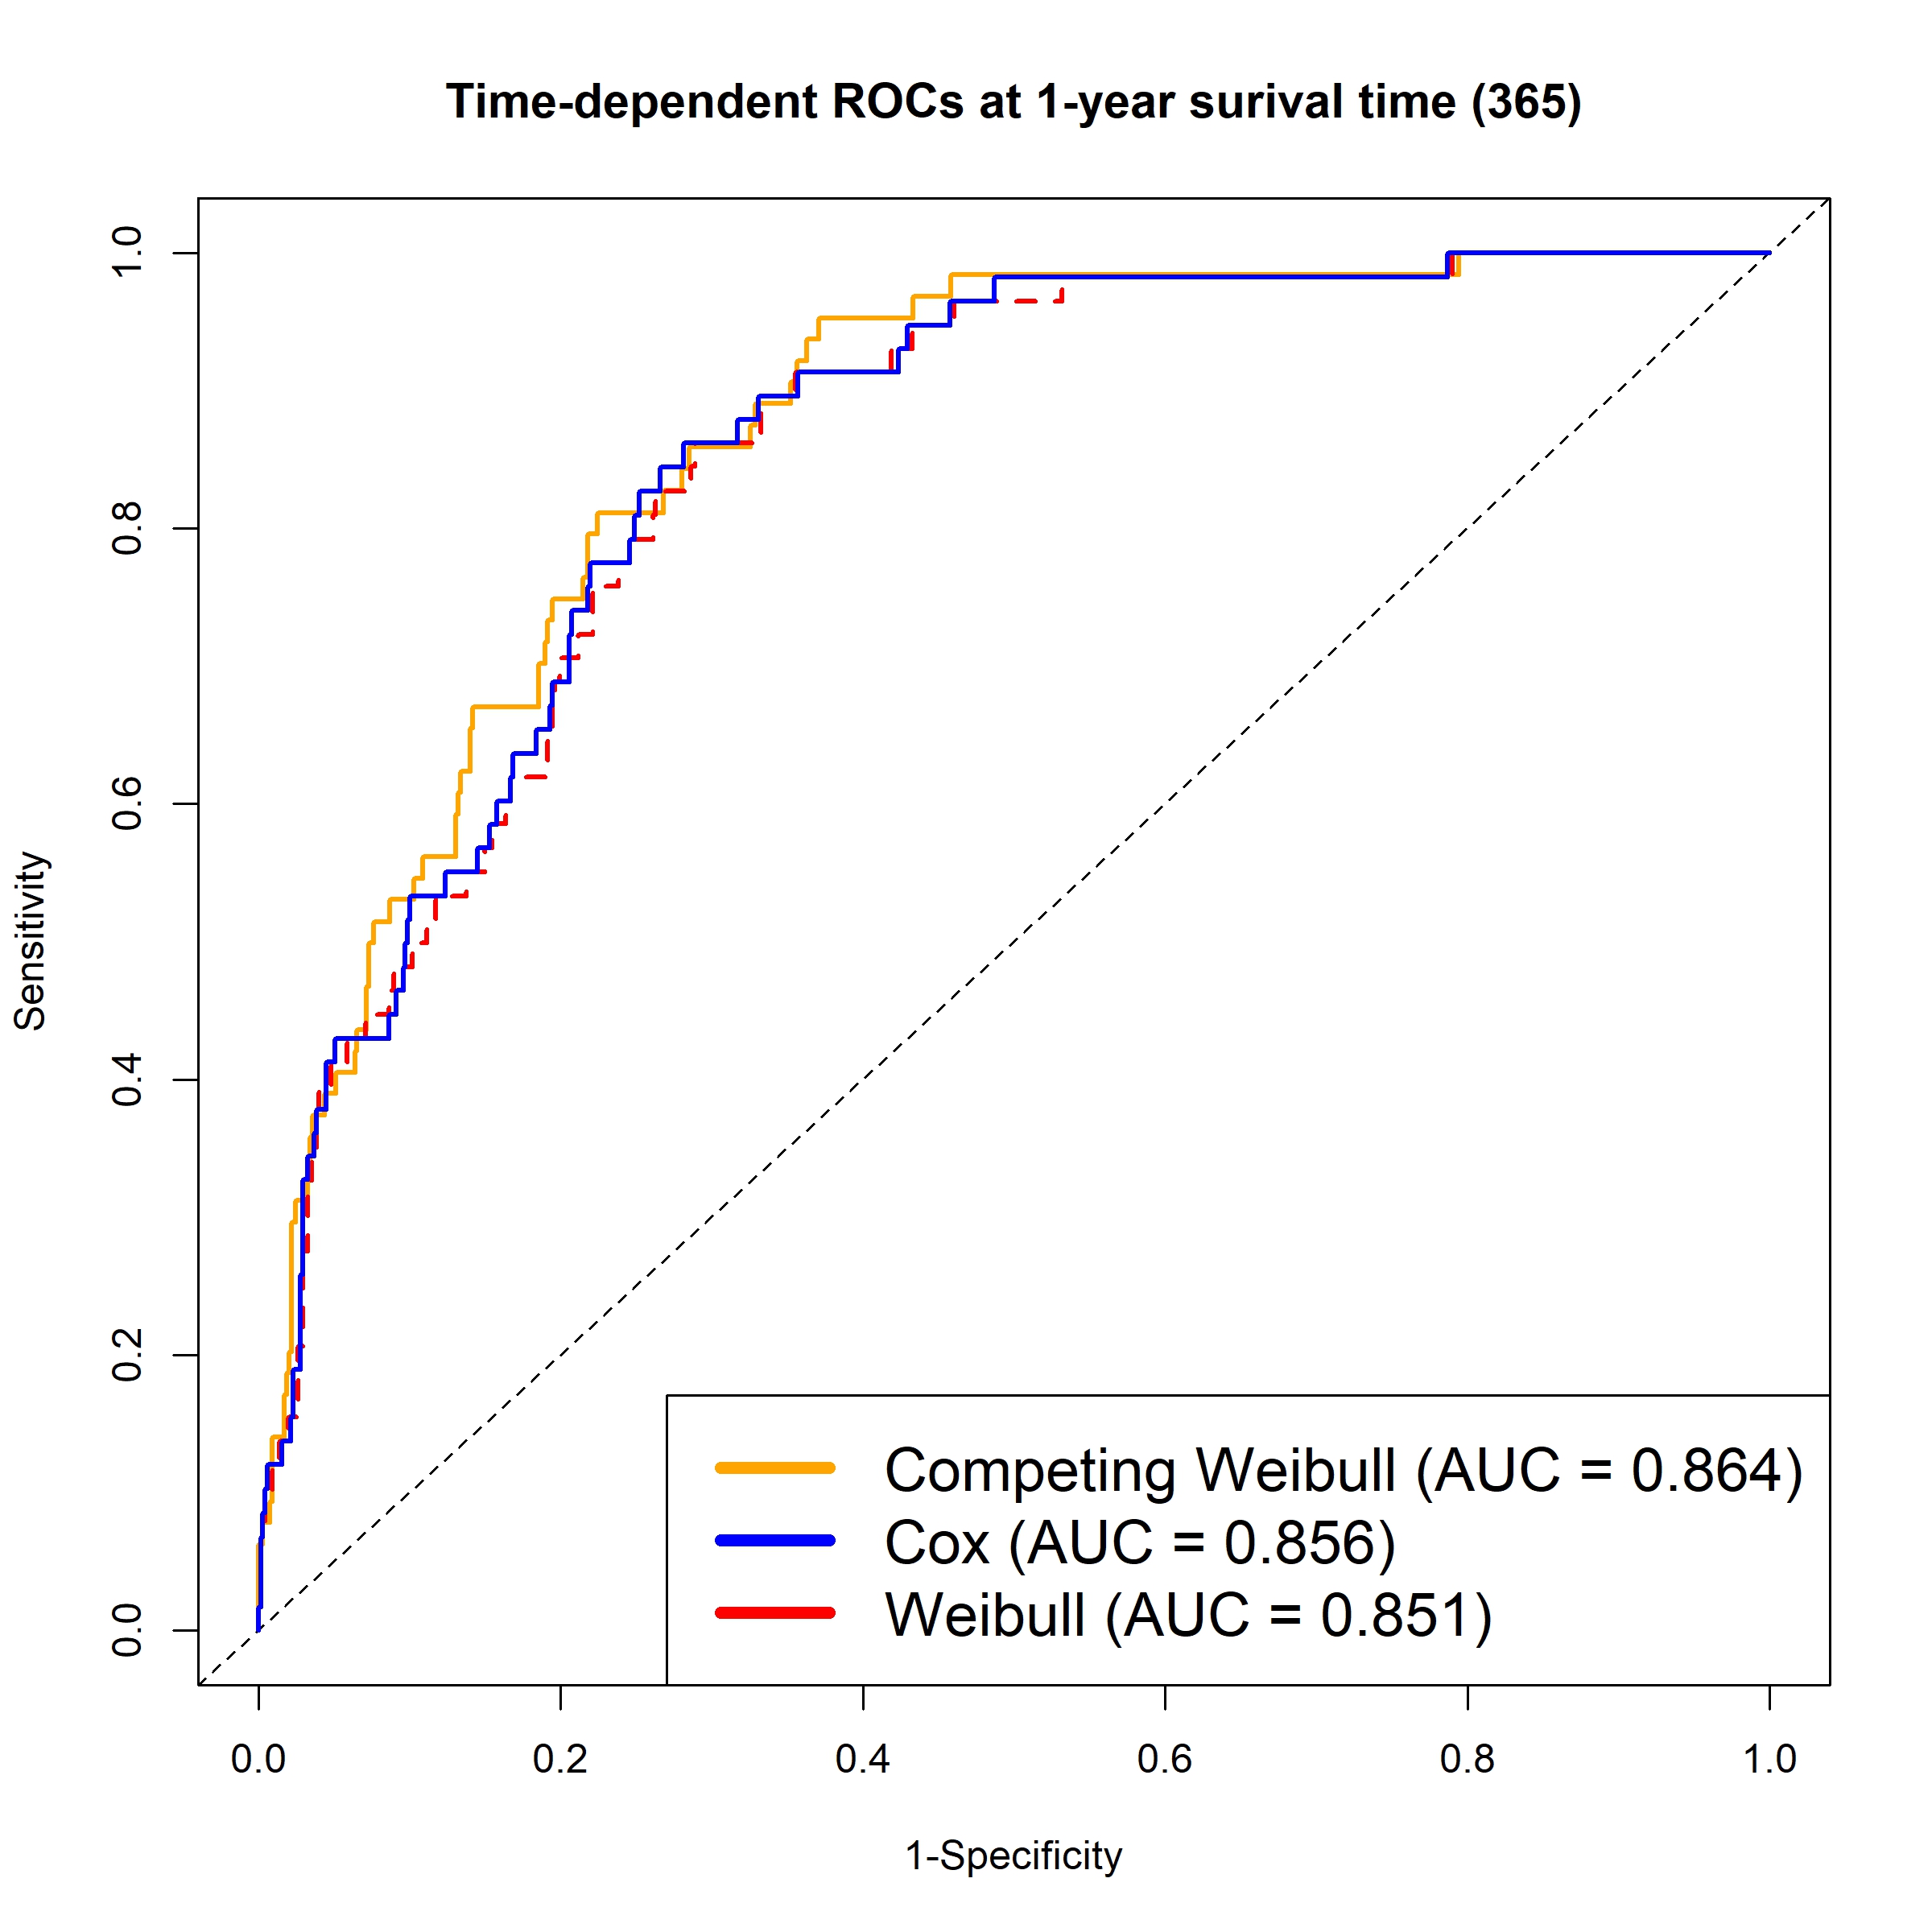 Time-dependent ROCs at 1-year surival time (365)
Sensitivity
1.0
0.8
0.6
0.4
0.2
0.0
Competing Weibull (AUC = 0.864)
Cox (AUC = 0.856)
Weibull (AUC = 0.851)
0.0 0.2 0.4 0.6 0.8 1.0
1-Specificity